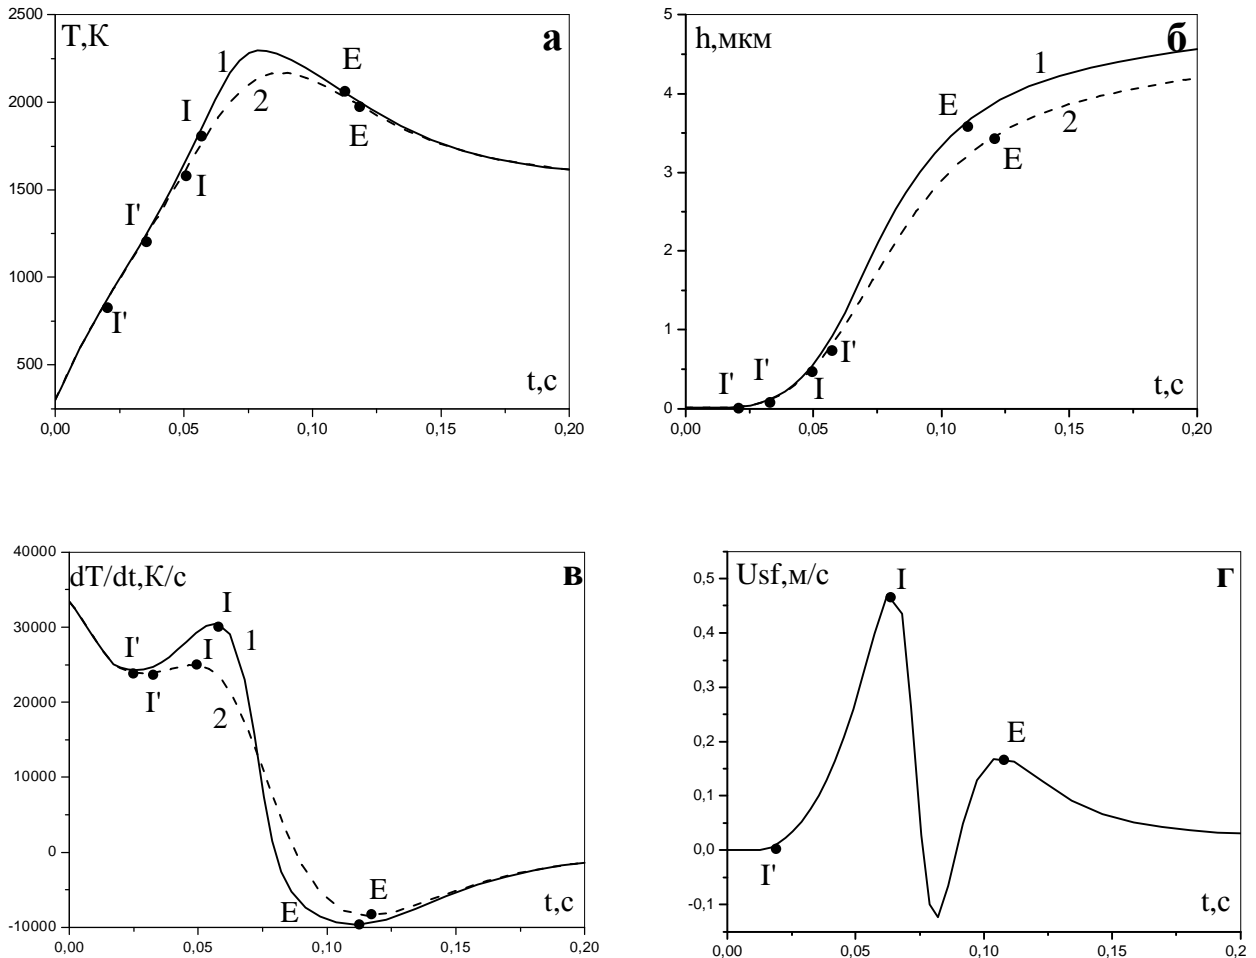 T,К
а
2500
2000
1500
1000
500
1
2
I
I
I'
I'
E
E
t,с
0,00
0,05
0,10
0,15
0,20
h,мкм
б
5
4
3
2
1
0
1
2
E
E
I'
I'
I
I'
t,с
0,00
0,05
0,10
0,15
0,20
dT/dt,К/с
в
40000
30000
20000
10000
0
-10000
I'
I'
I
I
1
2
E
E
t,с
0,00
0,05
0,10
0,15
0,20
Usf,м/с
г
0,5
0,4
0,3
0,2
0,1
0,0
-0,1
I
E
I'
t,с
0,00
0,05
0,10
0,15
0,2